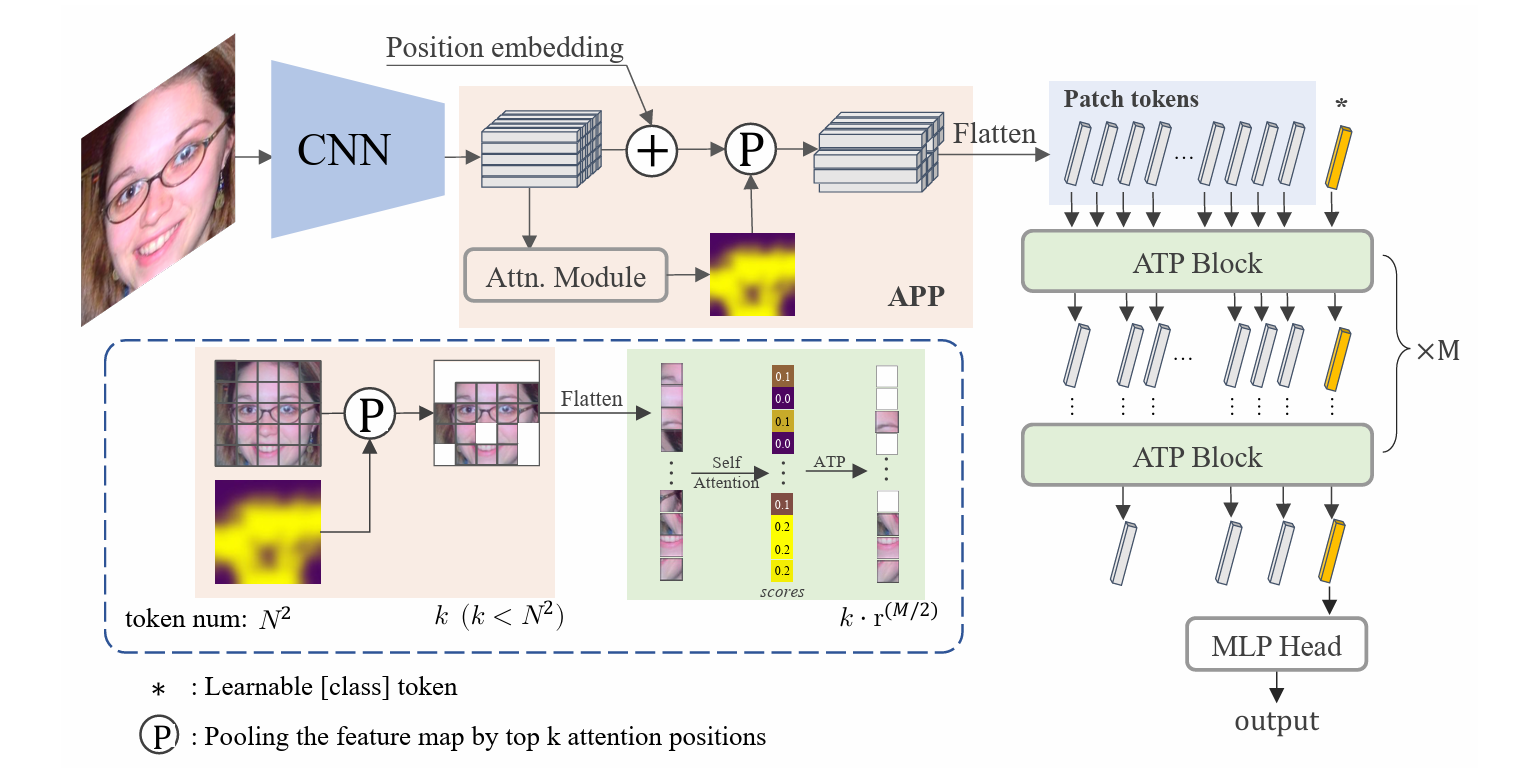 Position embedding
CNN
+
P
Flatten
Patch tokens
*
...
Attn. Module
APP
ATP Block
...
×M
ATP Block
P
Flatten
0.1
0.0
0.1
0.0
Self
Attention
ATP
0.1
0.2
0.2
0.2
scores
token num: N²
k (k < N²)
k · r^(M/2)
MLP Head
output
* : Learnable [class] token
P : Pooling the feature map by top k attention positions